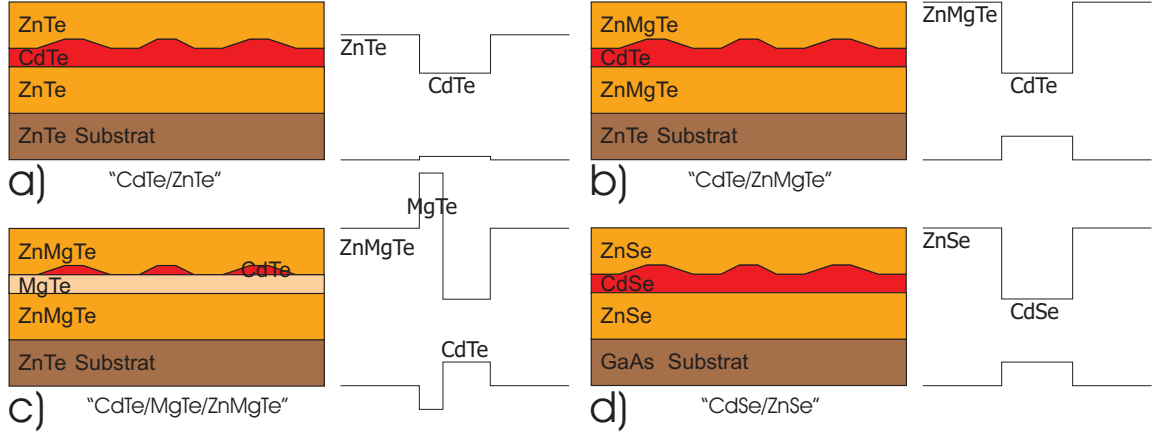 ZnTe
CdTe
ZnTe
ZnTe Substrat
ZnTe
CdTe
a)
"CdTe/ZnTe"
ZnMgTe
CdTe
ZnMgTe
ZnTe Substrat
ZnMgTe
CdTe
b)
"CdTe/ZnMgTe"
ZnMgTe
CdTe
MgTe
ZnMgTe
ZnTe Substrat
MgTe
ZnMgTe
CdTe
c)
"CdTe/MgTe/ZnMgTe"
ZnSe
CdSe
ZnSe
GaAs Substrat
ZnSe
CdSe
d)
"CdSe/ZnSe"